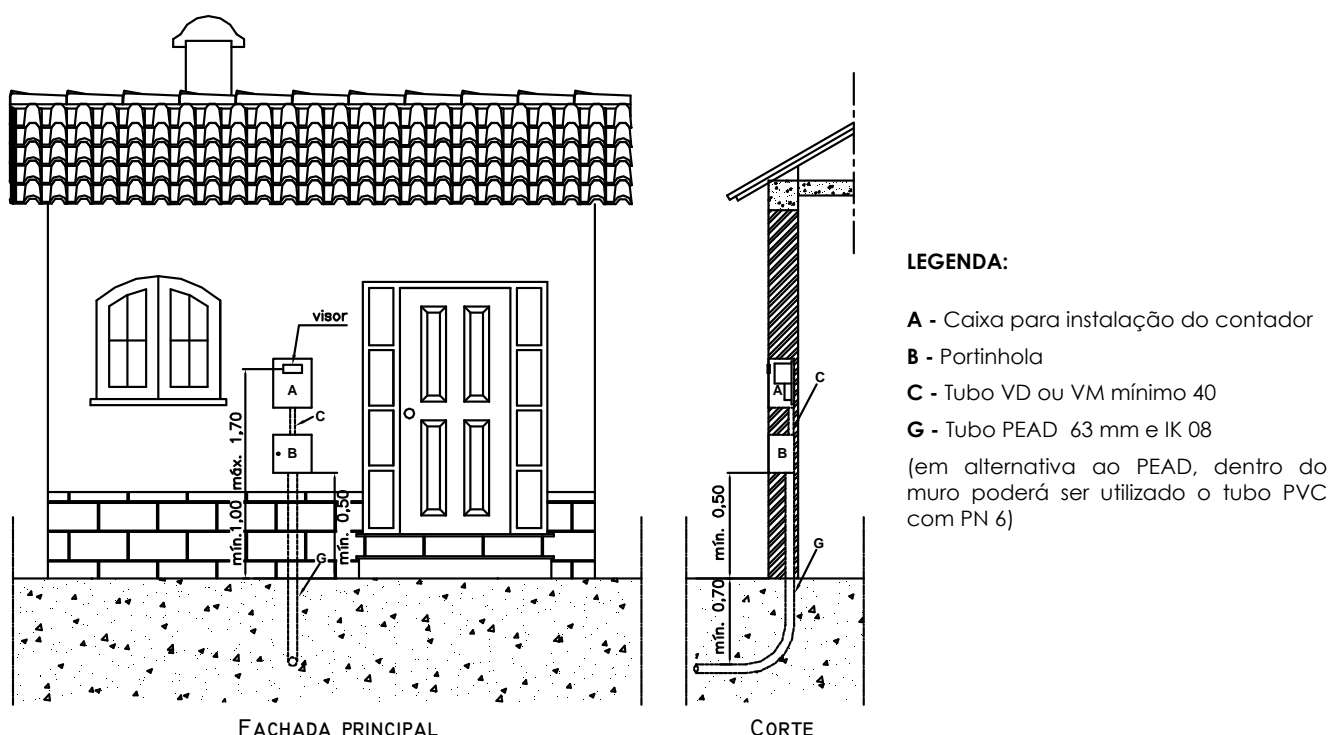 visor
A
C
B
mín. 1,00 máx. 1,70
mín. 0,50
G
FACHADA PRINCIPAL
A
C
B
mín. 0,50
G
mín. 0,70
CORTE
LEGENDA:
A - Caixa para instalação do contador
B - Portinhola
C - Tubo VD ou VM mínimo 40
G - Tubo PEAD 63 mm e IK 08
(em alternativa ao PEAD, dentro do
muro poderá ser utilizado o tubo PVC
com PN 6)